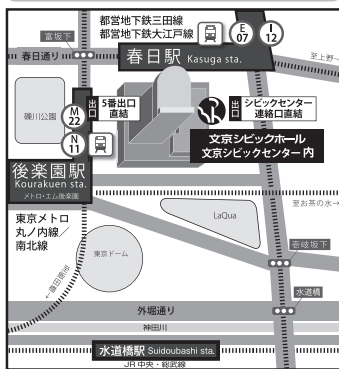 都営地下鉄三田線
都営地下鉄大江戸線
E
07
I
12
富坂下
春日通り
春日駅 Kasuga sta.
至上野→
礫川公園
M
22
N
11
出口
5番出口
直結
出口
シビックセンター
連絡口直結
文京シビックホール
文京シビックセンター 内
後楽園駅
Kourakuen sta.
メトロ・エム後楽園
至お茶の水→
東京メトロ
丸ノ内線／
南北線
LaQua
東京ドーム
壱岐坂下
至飯田橋→
水道橋
外堀通り
神田川
水道橋駅 Suidoubashi sta.
JR 中央・総武線